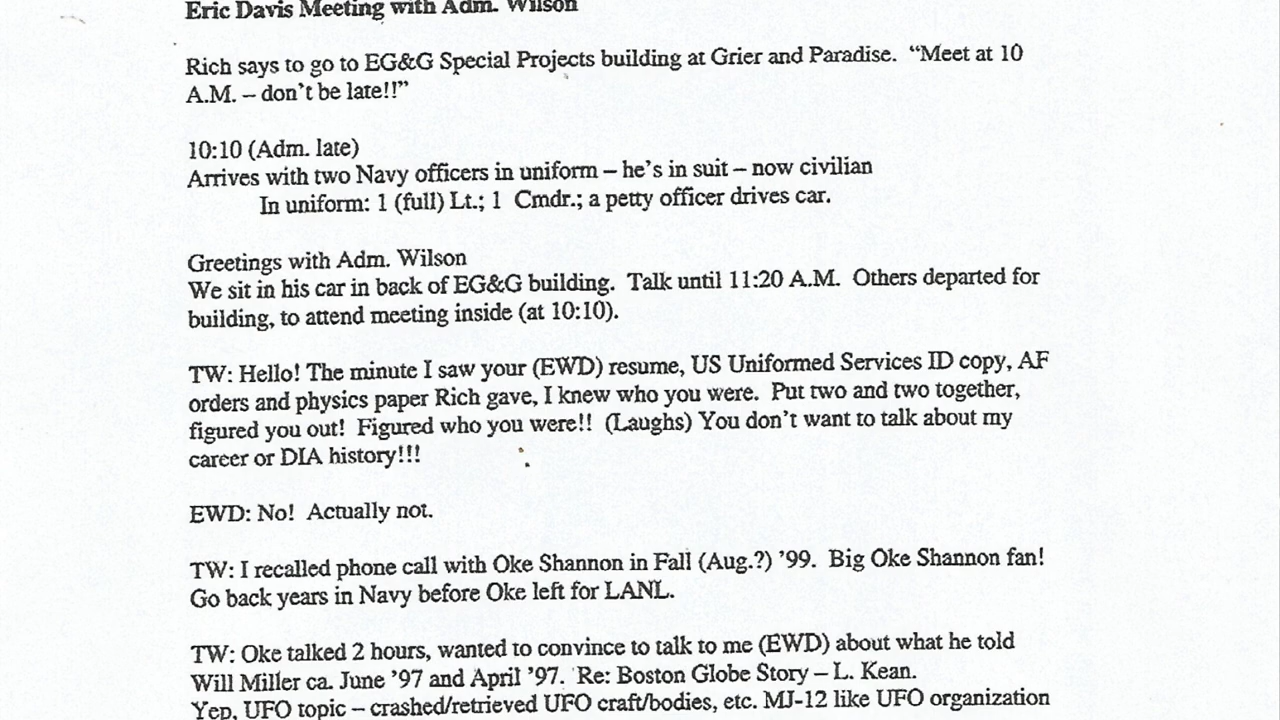 Eric Davis Meeting with Adm. Wilson
Rich says to go to EG&G Special Projects building at Grier and Paradise. “Meet at 10
A.M. – don’t be late!!”
10:10 (Adm. late)
Arrives with two Navy officers in uniform – he’s in suit – now civilian
In uniform: 1 (full) Lt.; 1 Cmdr.; a petty officer drives car.
Greetings with Adm. Wilson
We sit in his car in back of EG&G building. Talk until 11:20 A.M. Others departed for
building, to attend meeting inside (at 10:10).
TW: Hello! The minute I saw your (EWD) resume, US Uniformed Services ID copy, AF
orders and physics paper Rich gave, I knew who you were. Put two and two together,
figured you out! Figured who you were!! (Laughs) You don’t want to talk about my
career or DIA history!!!
EWD: No! Actually not.
TW: I recalled phone call with Oke Shannon in Fall (Aug.?) ’99. Big Oke Shannon fan!
Go back years in Navy before Oke left for LANL.
TW: Oke talked 2 hours, wanted to convince to talk to me (EWD) about what he told
Will Miller ca. June ’97 and April ’97. Re: Boston Globe Story – L. Kean.
Yep, UFO topic – crashed/retrieved UFO craft/bodies, etc. MJ-12 like UFO organization